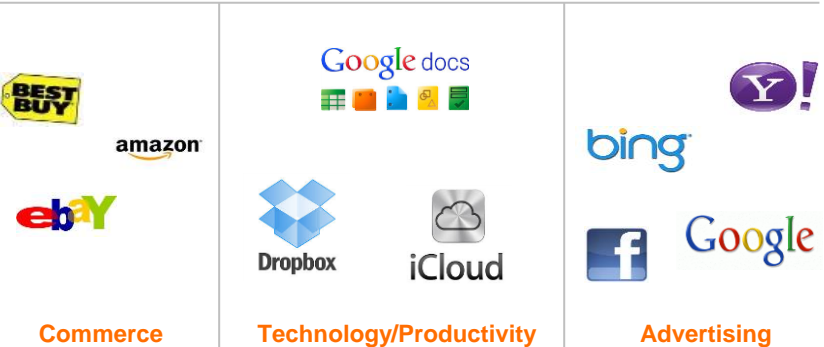 BEST
BUY
amazon
ebaY
Commerce
Google docs
Dropbox
iCloud
Technology/Productivity
Y!
bing
f
Google
Advertising